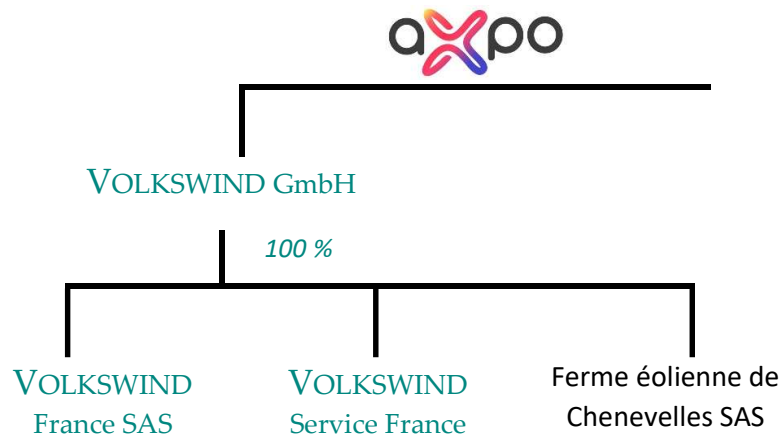 axpo
VOLKSWIND GmbH
100 %
VOLKSWIND
France SAS
VOLKSWIND
Service France
Ferme éolienne de
Chenevelles SAS